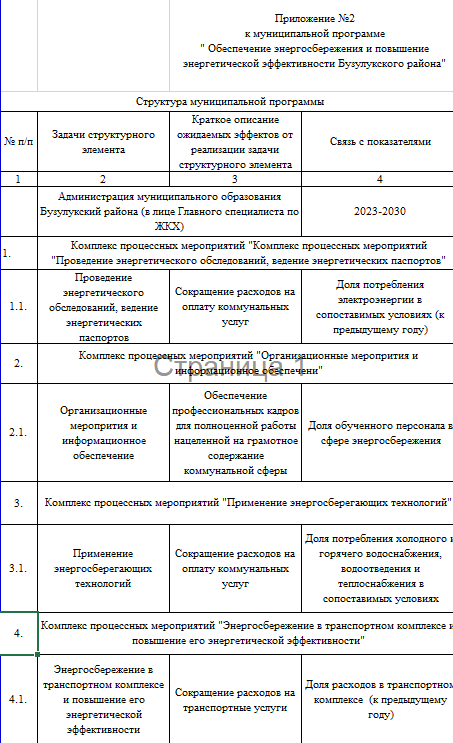 Приложение №2
к муниципальной программе
" Обеспечение энергосбережения и повышение
энергетической эффективности Бузулукского района"
Структура муниципальной программы
№ п/п
Задачи структурного
элемента
Краткое описание
ожидаемых эффектов от
реализации задачи
структурного элемента
Связь с показателями
1
2
3
4
Администрация муниципального образования
Бузулукский района (в лице Главного специалиста по
ЖКХ)
2023-2030
1.
Комплекс процессных мероприятий "Комплекс процессных мероприятий
"Проведение энергетического обследований, ведение энергетических паспортов"
1.1.
Проведение
энергетического
обследований, ведение
энергетических
паспортов
Сокращение расходов на
оплату коммунальных
услуг
Доля потребления
электроэнергии в
сопоставимых условиях (к
предыдущему году)
2.
Комплекс процессных мероприятий "Организационные меропрития и
информационное обеспечени"
Страница 1
2.1.
Организационные
меропрития и
информационное
обеспечение
Обеспечение
профессиональных кадров
для полноценной работы
нацеленной на грамотное
содержание
коммунальной сферы
Доля обученного персонала в
сфере энергосбережения
3.
Комплекс процессных мероприятий "Применение энергосберегающих технологий"
3.1.
Применение
энергосберегающих
технологий
Сокращение расходов на
оплату коммунальных
услуг
Доля потребления холодного и
горячего водоснабжения,
водоотведения и
теплоснабжения в
сопоставимых условиях
4.
Комплекс процессных мероприятий "Энергосбережение в транспортном комплексе и
повышение его энергетической эффективности"
4.1.
Энергосбережение в
транспортном комплексе
и повышение его
энергетической
эффективности
Сокращение расходов на
транспортные услуги
Доля расходов в транспортном
комплексе (к предыдущему
году)